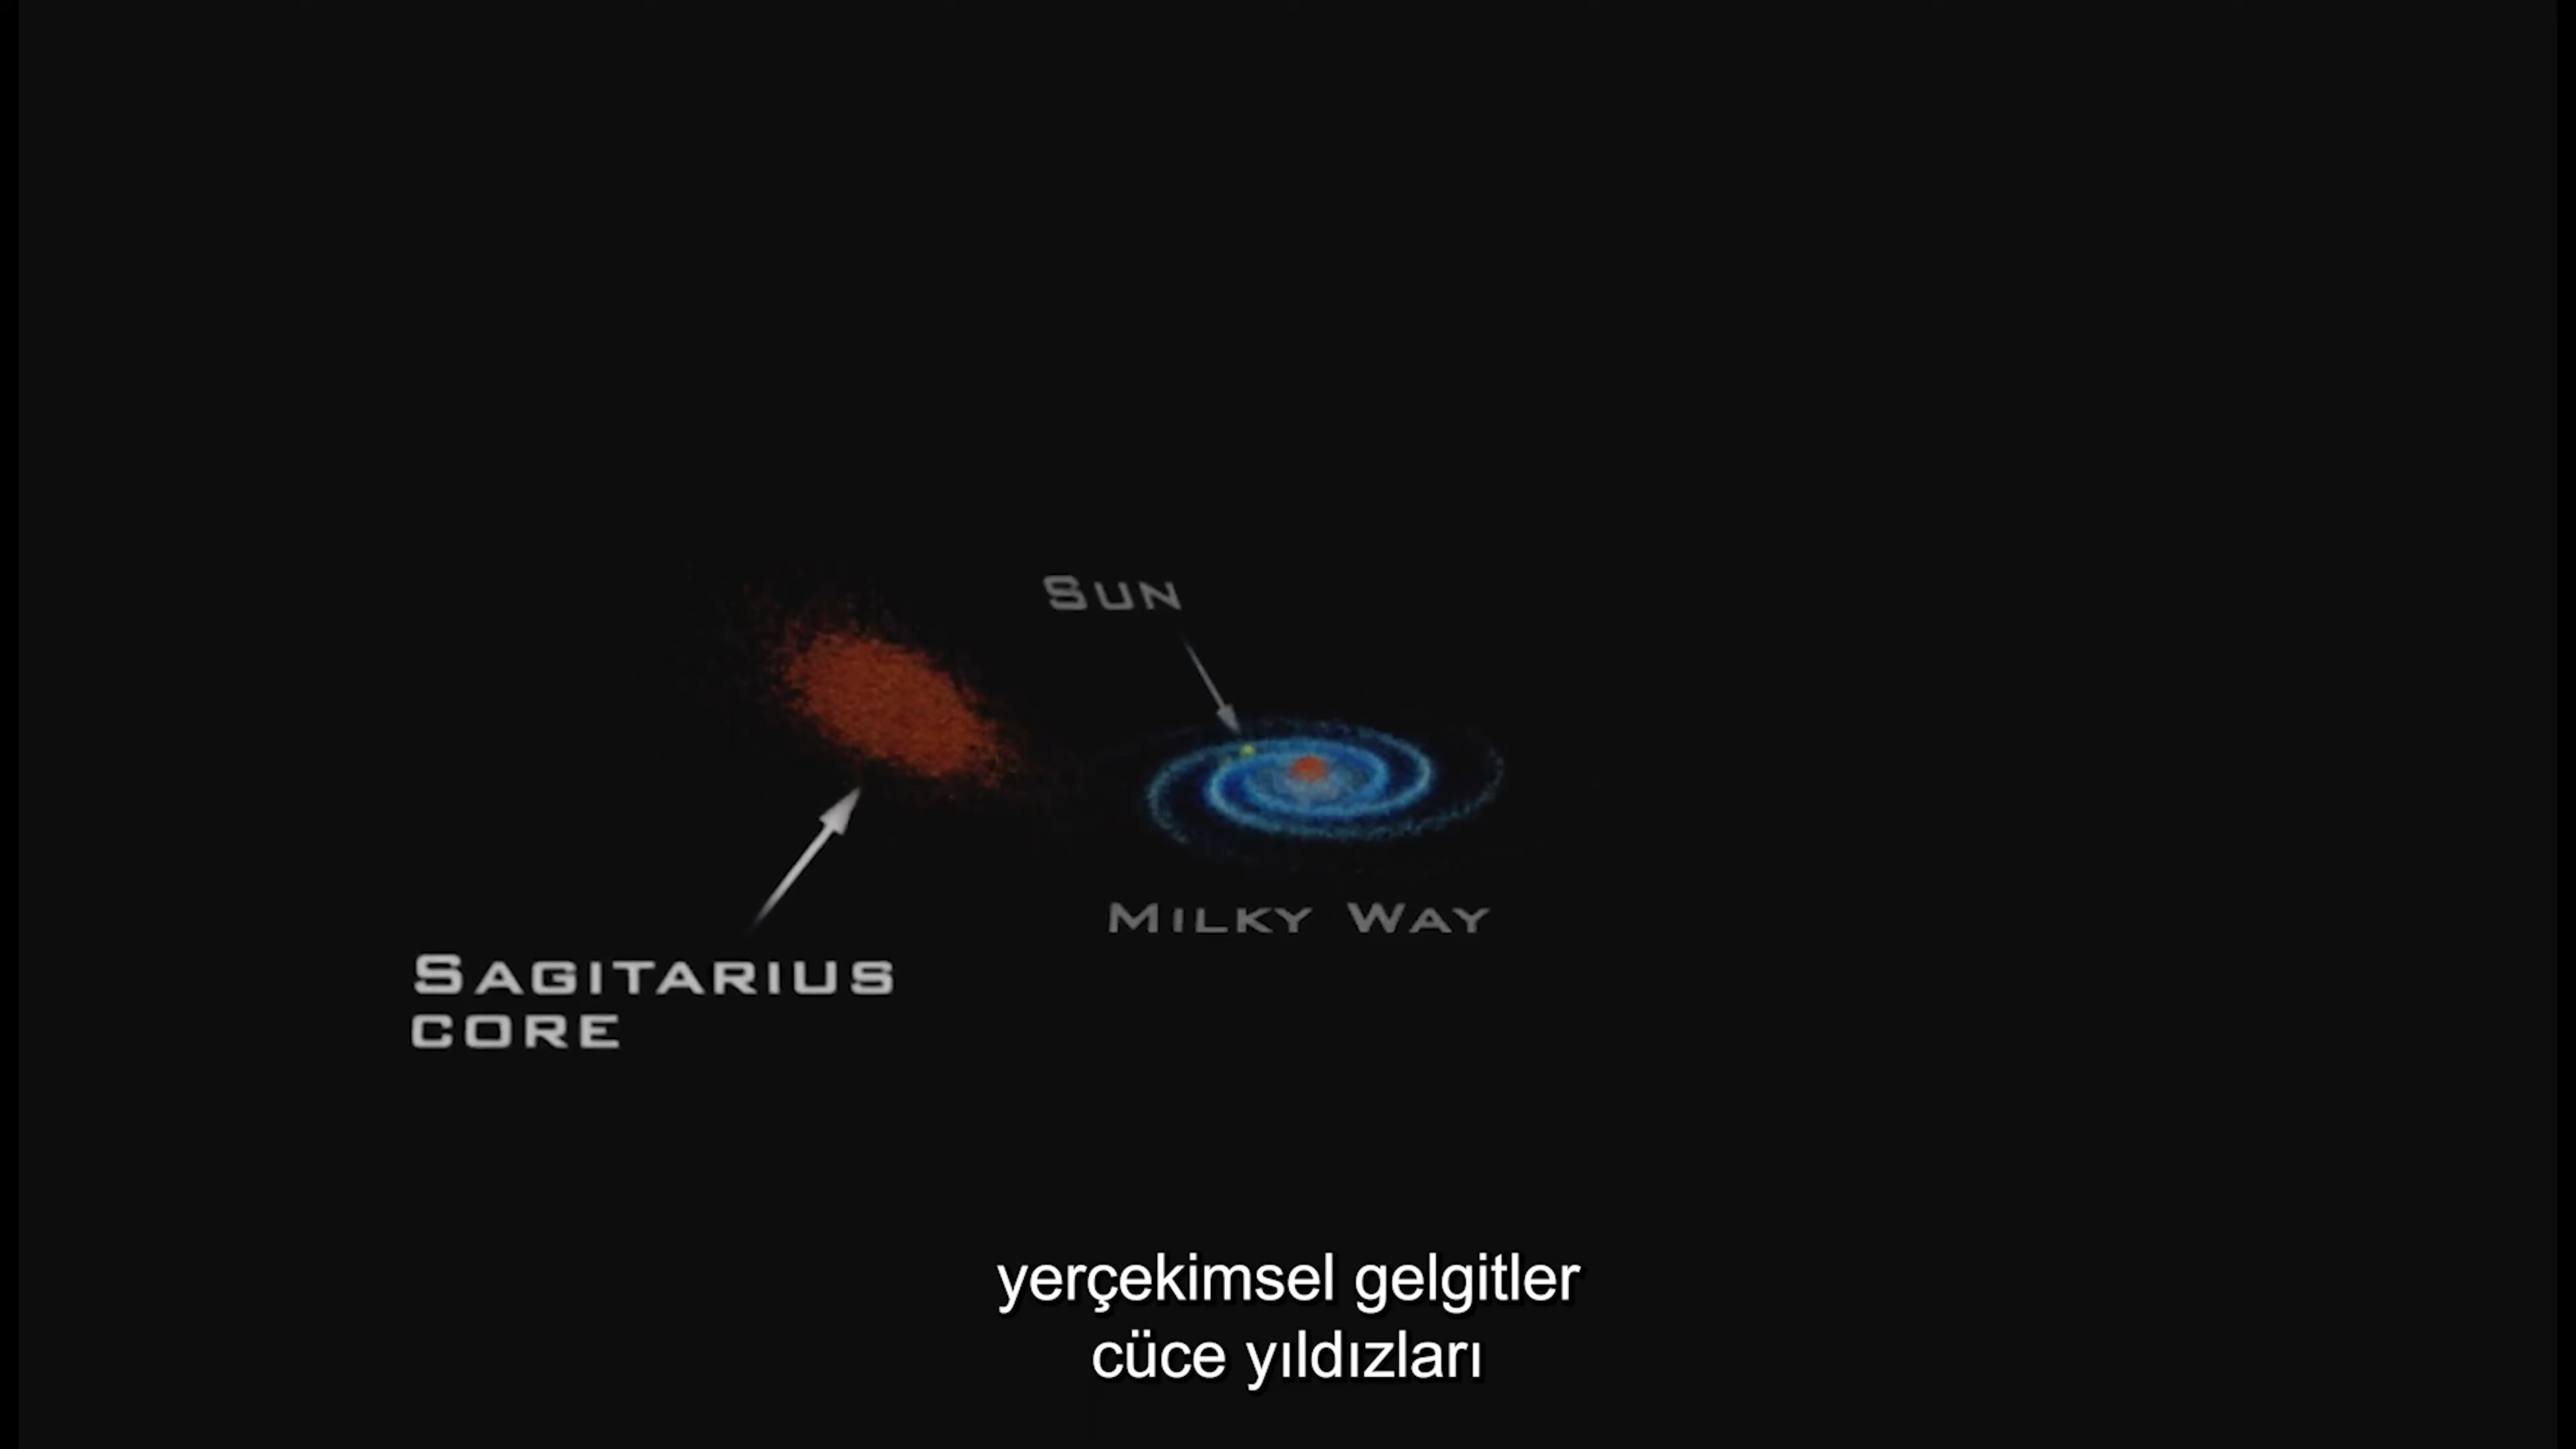 SUN
MILKY WAY
SAGITARIUS
CORE
yerçekimsel gelgitler
cüce yıldızları